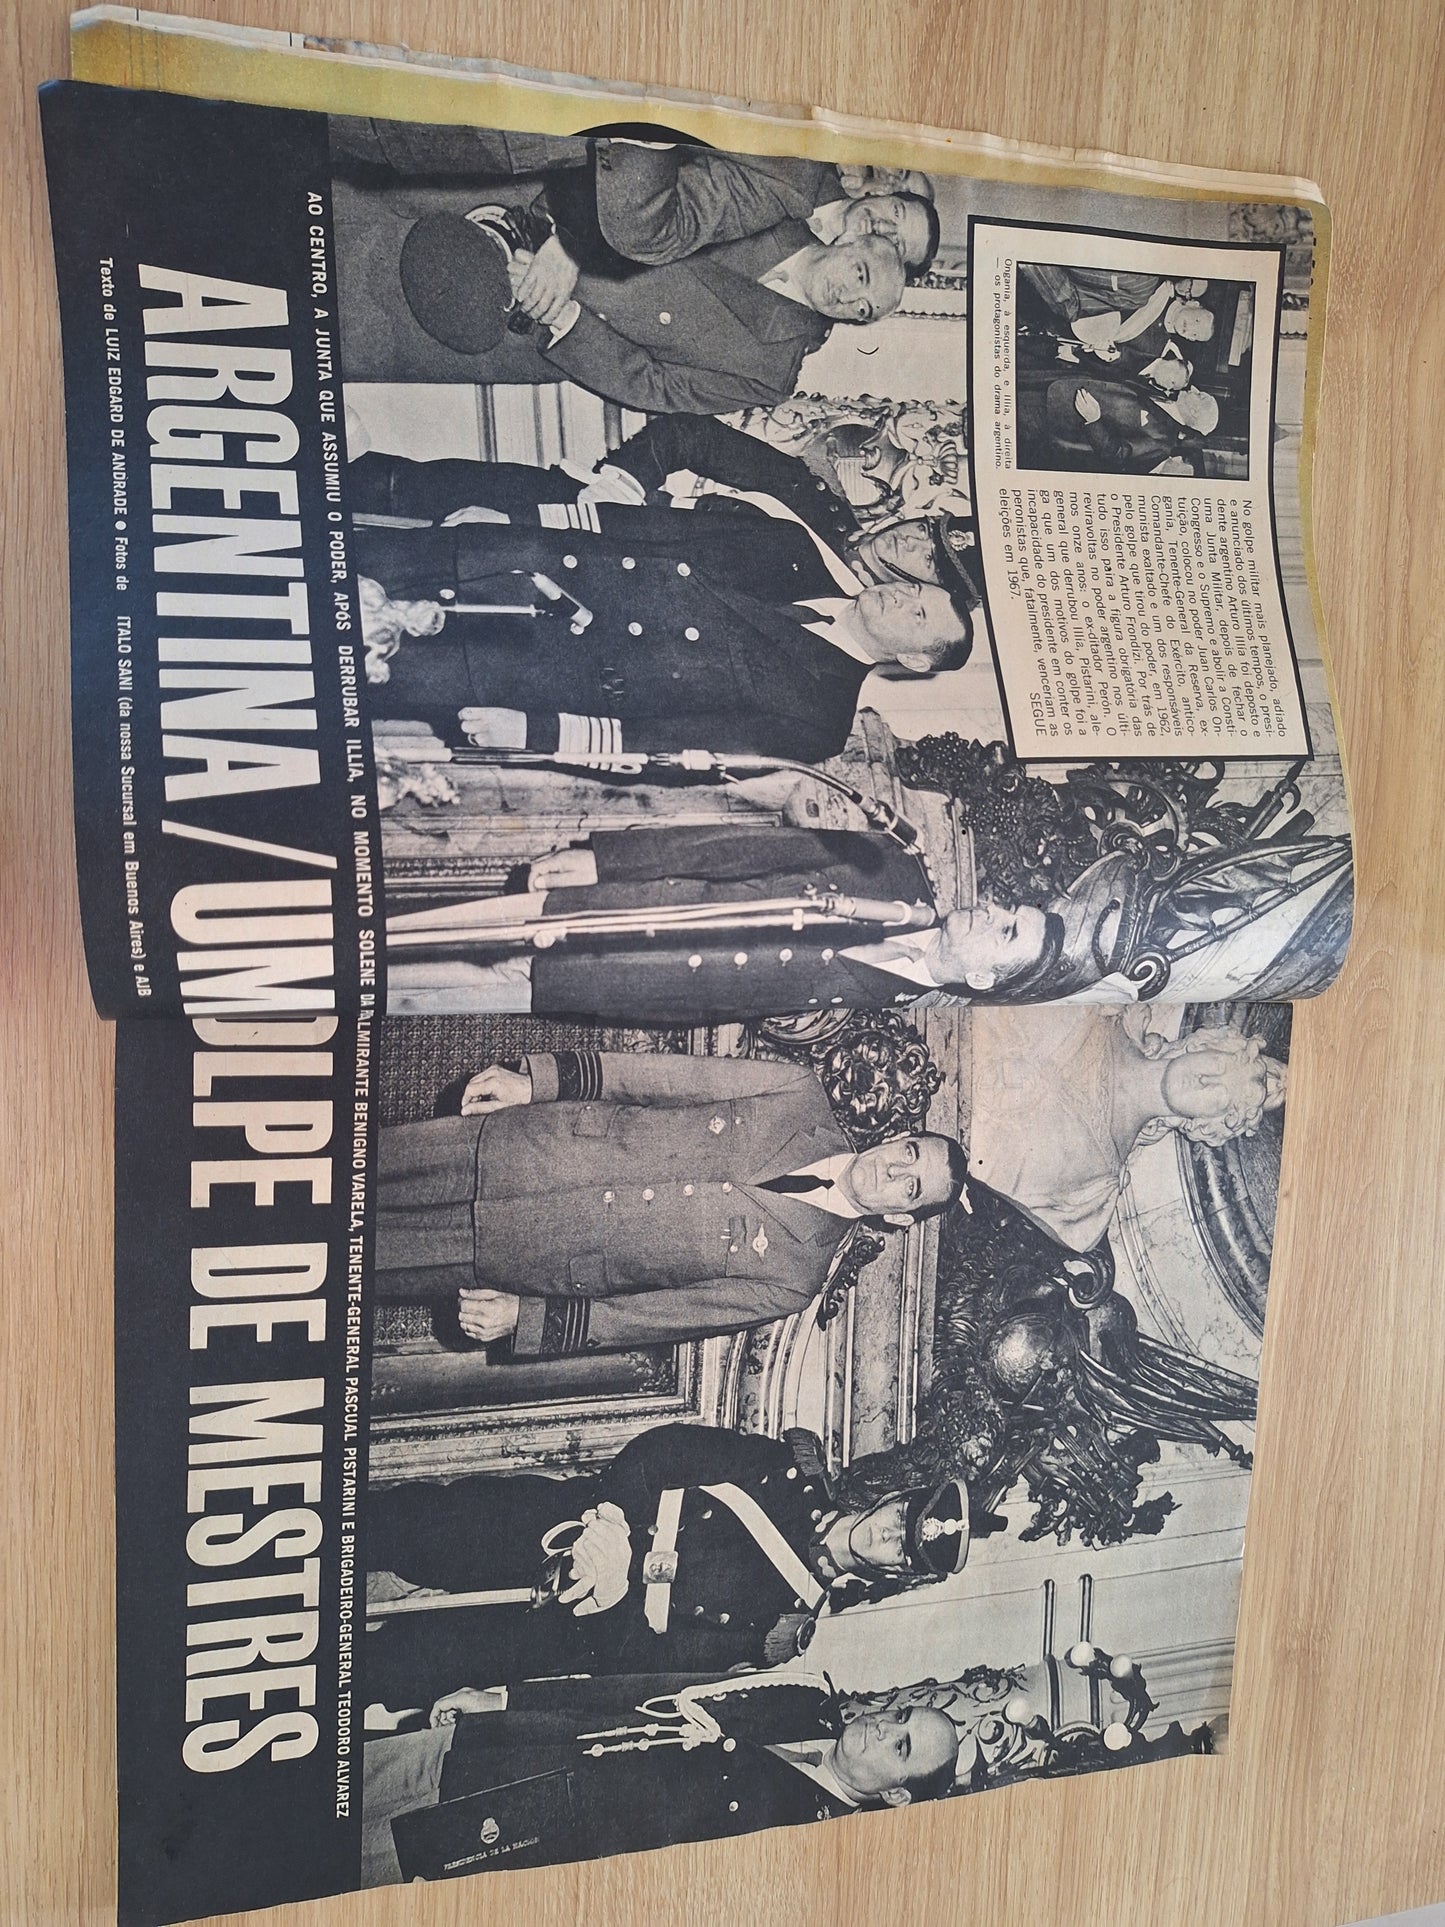 Ongania, à esquerda, e Illia, à direita
— os protagonistas do drama argentino.
No golpe militar mais planejado, adiado
e anunciado dos últimos tempos, o presi-
dente argentino Arturo Illia foi deposto e
uma Junta Militar, depois de fechar o
Congresso e o Supremo e abolir a Consti-
tuição, colocou no poder Juan Carlos On-
gania, Tenente-General da Reserva, ex-
Comandante-Chefe do Exército, antico-
munista exaltado e um dos responsáveis
pelo golpe que tirou do poder, em 1962,
o Presidente Arturo Frondizi. Por trás de
tudo isso paira a figura obrigatória das
reviravoltas no poder argentino nos últi-
mos onze anos: o ex-ditador Perón. O
general que derrubou Illia, Pistarini, ale-
ga que um dos motivos do golpe foi a
incapacidade do presidente em conter os
peronistas que, fatalmente, venceriam as
eleições em 1967.
SEGUE
PRESIDENCIA DE LA NACION
AO CENTRO, A JUNTA QUE ASSUMIU O PODER, APÓS DERRUBAR ILLIA, NO MOMENTO SOLENE DA ALMIRANTE BENIGNO VARELA, TENENTE-GENERAL PASCUAL PISTARINI E BRIGADEIRO-GENERAL TEODORO ALVAREZ
ARGENTINA/UM GOLPE DE MESTRES
Texto de LUIZ EDGARD DE ANDRADE ● Fotos de ITALO SANI (da nossa Sucursal em Buenos Aires) e AJB